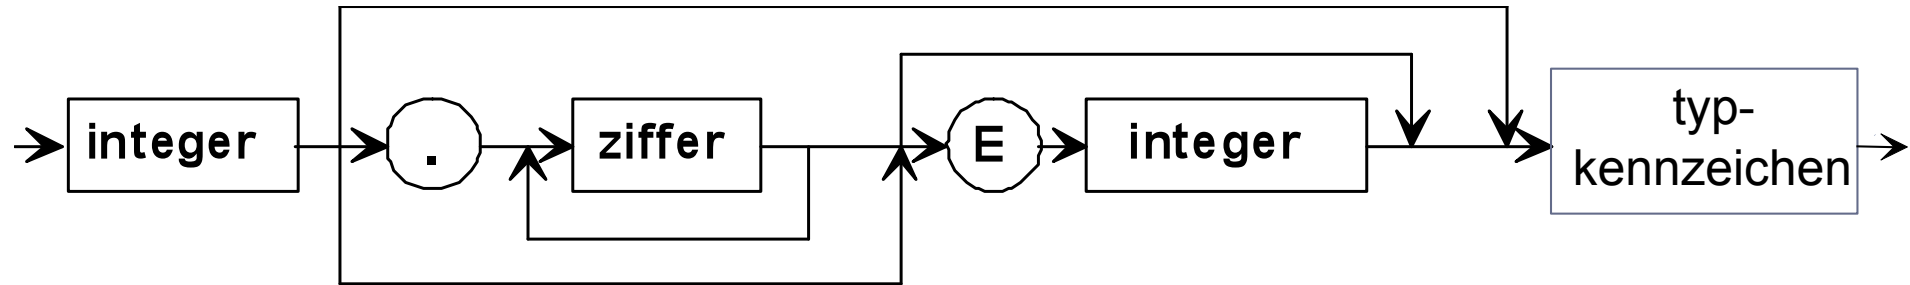 integer
.
ziffer
E
integer
typ-
kennzeichen